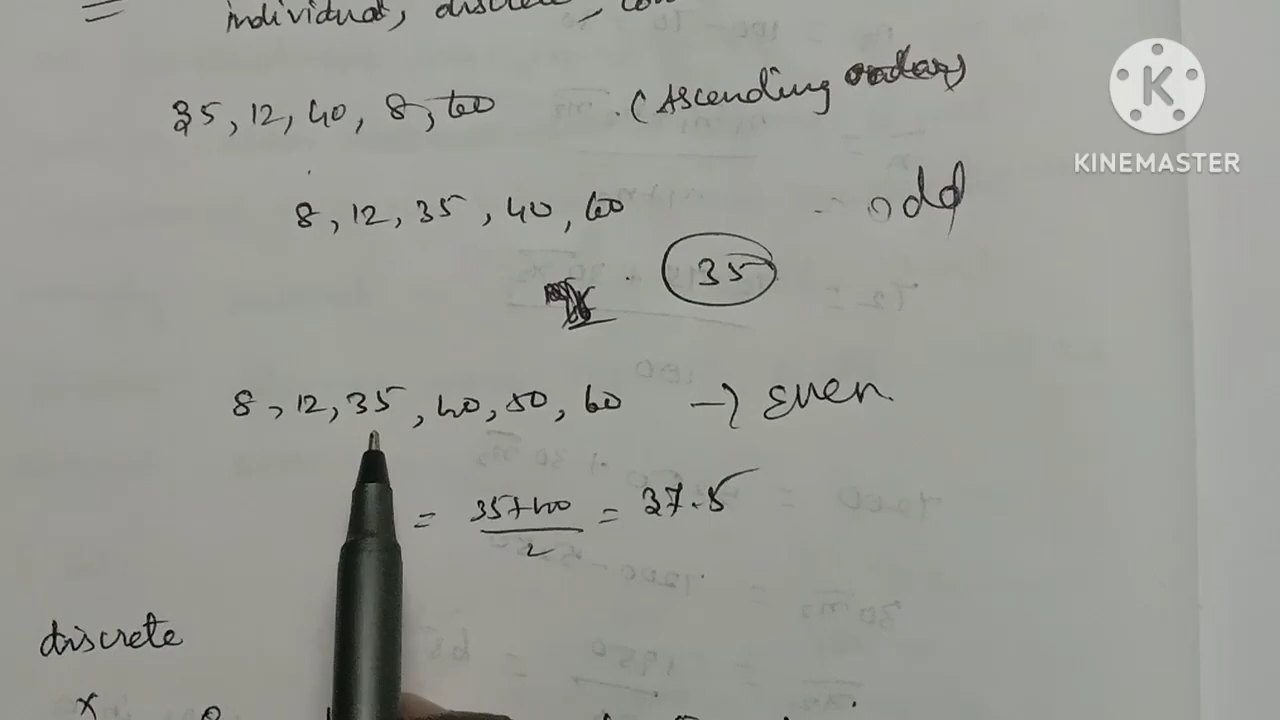 individual, discrete,
35, 12, 40, 8, 60 (Ascending order)
8, 12, 35, 40, 60 odd
35
8, 12, 35, 40, 50, 60 → Even
= 35+40 / 2 = 37.5
discrete
x
K
KINEMASTER